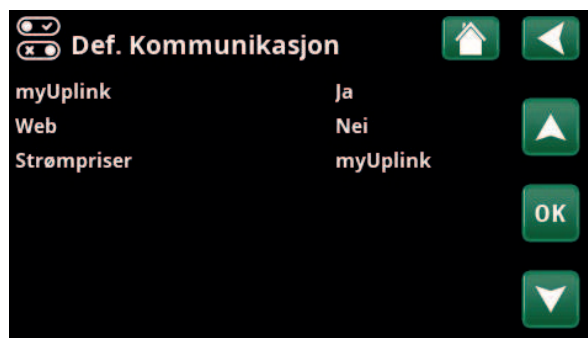 Def. Kommunikasjon
myUplink Ja
Web Nei
Strømpriser myUplink
OK